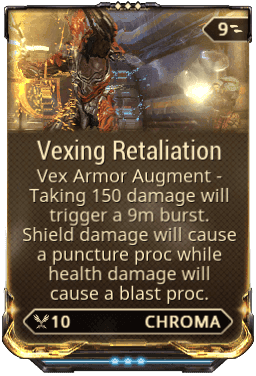 9
Vexing Retaliation
Vex Armor Augment -
Taking 150 damage will
trigger a 9m burst.
Shield damage will cause
a puncture proc while
health damage will
cause a blast proc.
10 CHROMA